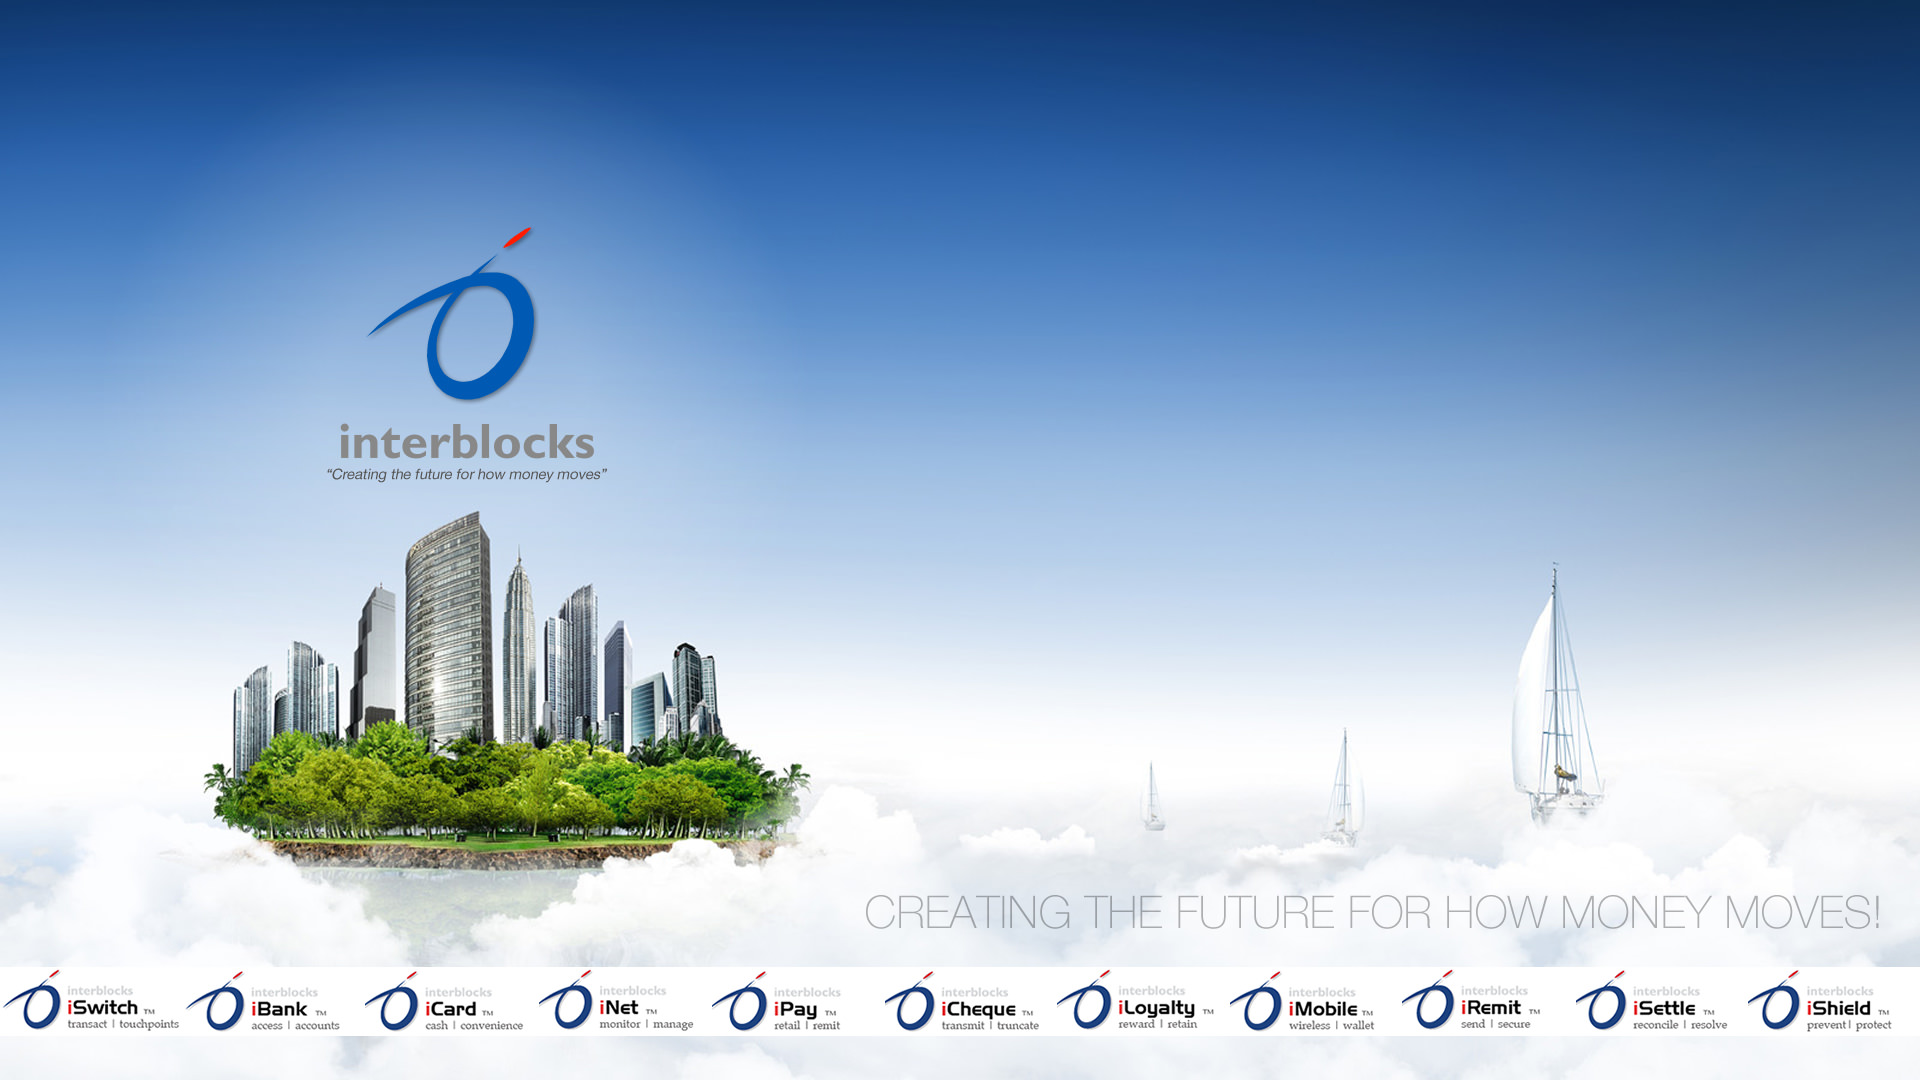 interblocks
“Creating the future for how money moves”
CREATING THE FUTURE FOR HOW MONEY MOVES!
interblocks
iSwitch TM
transact | touchpoints
interblocks
iBank TM
access | accounts
interblocks
iCard TM
cash | convenience
interblocks
iNet TM
monitor | manage
interblocks
iPay TM
retail | remit
interblocks
iCheque TM
transmit | truncate
interblocks
iLoyalty TM
reward | retain
interblocks
iMobile TM
wireless | wallet
interblocks
iRemit TM
send | secure
interblocks
iSettle TM
reconcile | resolve
interblocks
iShield TM
prevent | protect